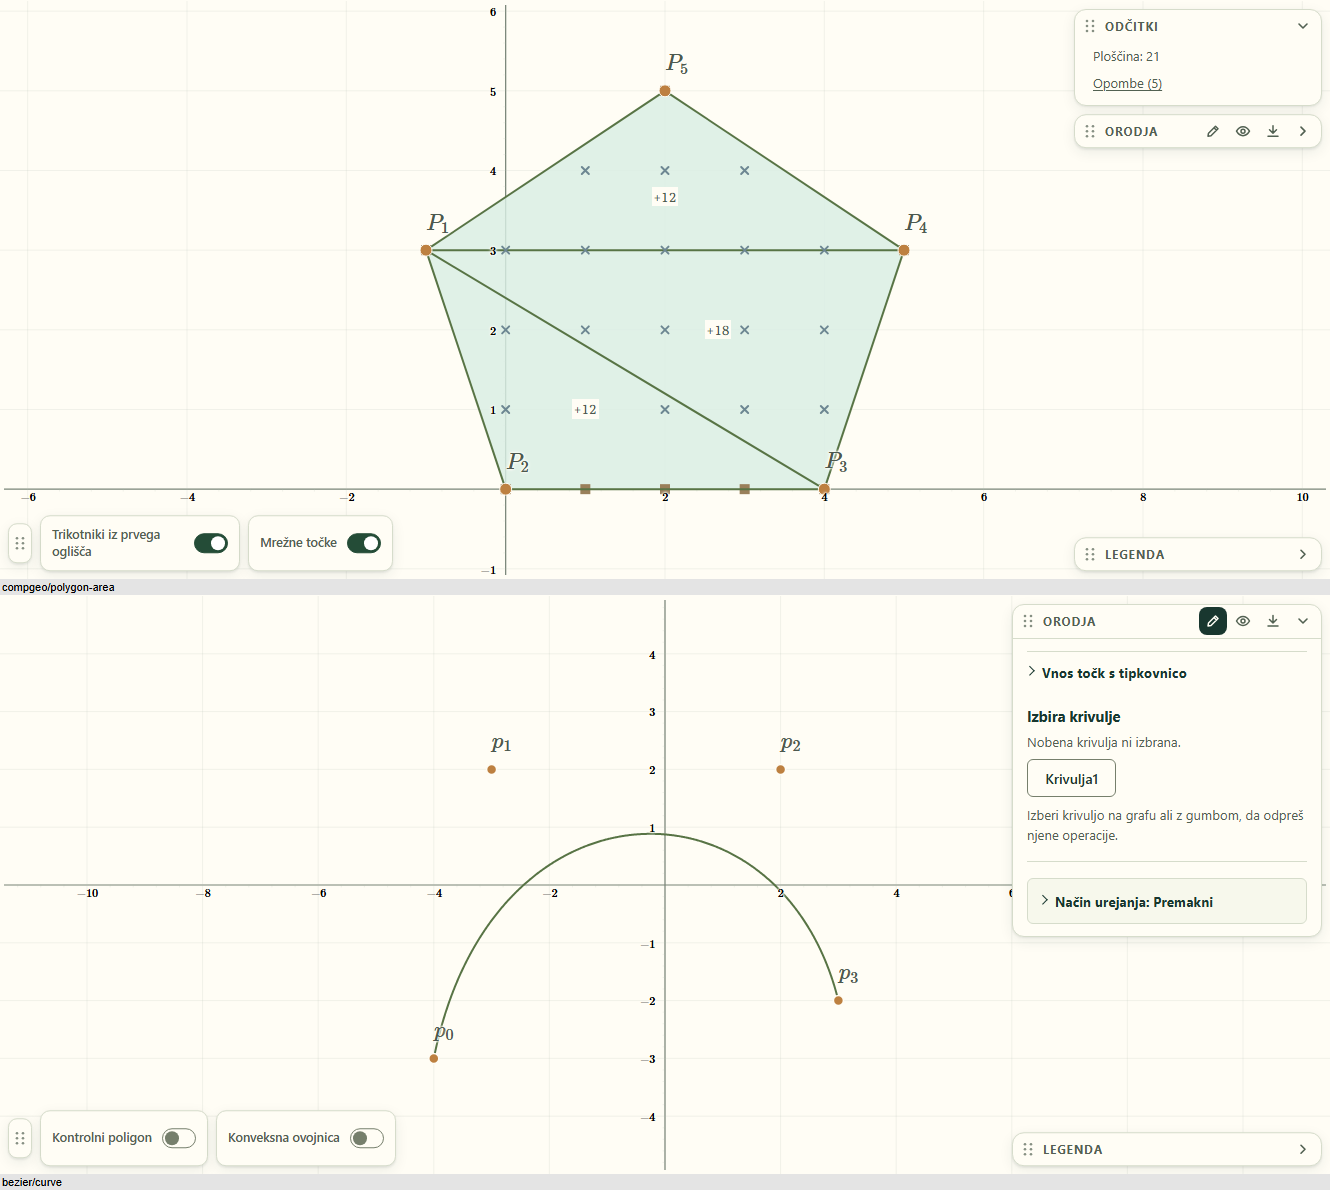 6
5
4
3
2
1
−1
−6
−4
−2
2
4
6
8
10
P5
P1
P4
P2
P3
+12
+18
+12
ODČITKI
Ploščina: 21
Opombe (5)
ORODJA
Trikotniki iz prvega
oglišča
Mrežne točke
LEGENDA
compgeo/polygon-area
4
3
2
1
−1
−2
−3
−4
−10
−8
−6
−4
−2
2
4
p1
p2
p0
p3
ORODJA
Vnos točk s tipkovnico
Izbira krivulje
Nobena krivulja ni izbrana.
Krivulja1
Izberi krivuljo na grafu ali z gumbom, da odpreš
njene operacije.
Način urejanja: Premakni
Kontrolni poligon
Konveksna ovojnica
LEGENDA
bezier/curve